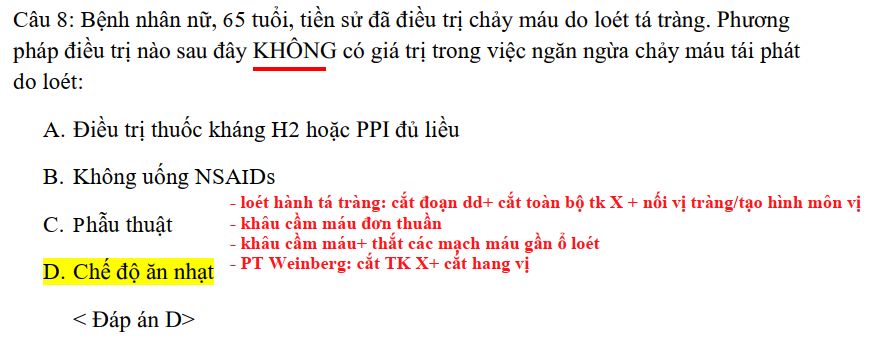 Câu 8: Bệnh nhân nữ, 65 tuổi, tiền sử đã điều trị chảy máu do loét tá tràng. Phương
pháp điều trị nào sau đây KHÔNG có giá trị trong việc ngăn ngừa chảy máu tái phát
do loét:
A. Điều trị thuốc kháng H2 hoặc PPI đủ liều
B. Không uống NSAIDs
- loét hành tá tràng: cắt đoạn dd+ cắt toàn bộ tk X + nối vị tràng/tạo hình môn vị
C. Phẫu thuật
- khâu cầm máu đơn thuần
- khâu cầm máu+ thắt các mạch máu gần ổ loét
D. Chế độ ăn nhạt
- PT Weinberg: cắt TK X+ cắt hang vị
< Đáp án D>